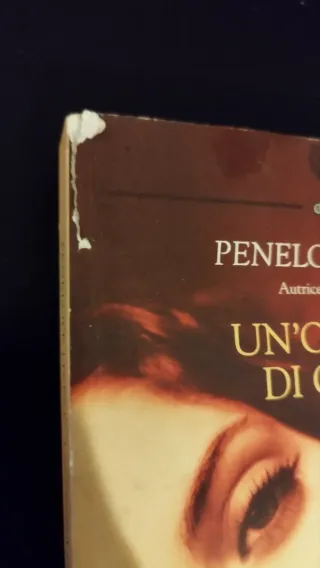 PENELO
Autrice
UN'
DI